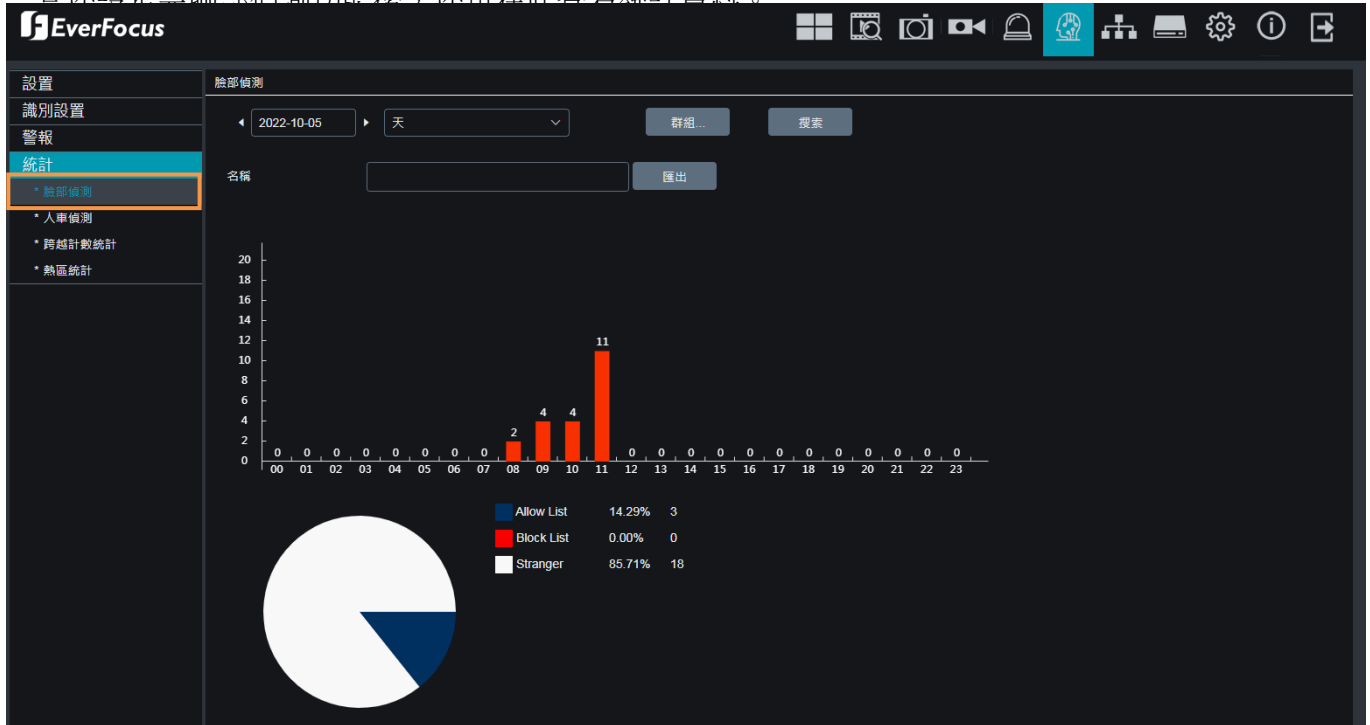 EverFocus
設置
識別設置
警報
統計
* 臉部偵測
* 人車偵測
* 跨越計數統計
* 熱區統計
臉部偵測
2022-10-05 天 群組... 搜索
名稱 匯出
20
18
16
14
12
10
8
6
4
2
0
0 0 0 0 0 0 0 0 2 4 4 11 0 0 0 0 0 0 0 0 0 0 0 0
00 01 02 03 04 05 06 07 08 09 10 11 12 13 14 15 16 17 18 19 20 21 22 23
Allow List 14.29% 3
Block List 0.00% 0
Stranger 85.71% 18